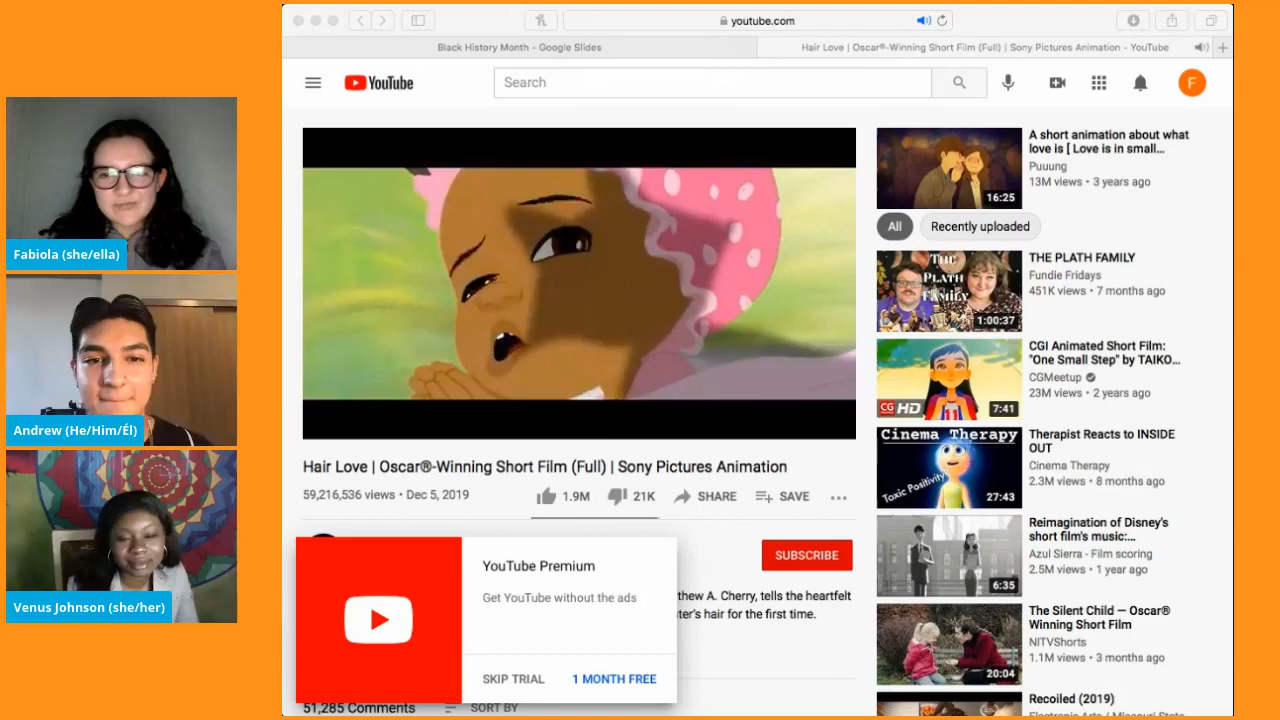 youtube.com
Black History Month - Google Slides
Hair Love | Oscar®-Winning Short Film (Full) | Sony Pictures Animation - YouTube
YouTube
Search
F
Fabiola (she/ella)
Andrew (He/Him/Él)
Venus Johnson (she/her)
Hair Love | Oscar®-Winning Short Film (Full) | Sony Pictures Animation
59,216,536 views • Dec 5, 2019
1.9M
21K
SHARE
SAVE
SUBSCRIBE
YouTube Premium
Get YouTube without the ads
SKIP TRIAL
1 MONTH FREE
thew A. Cherry, tells the heartfelt
ter's hair for the first time.
51,285 Comments
SORT BY
A short animation about what
love is [ Love is in small...
Puuung
13M views • 3 years ago
16:25
All
Recently uploaded
THE PLATH FAMILY
Fundie Fridays
451K views • 7 months ago
THE
PLATH
FAMILY
1:00:37
CGI Animated Short Film:
"One Small Step" by TAIKO...
CGMeetup
23M views • 2 years ago
CG HD
7:41
Therapist Reacts to INSIDE
OUT
Cinema Therapy
2.3M views • 8 months ago
Cinema Therapy
Toxic Positivity
27:43
Reimagination of Disney's
short film's music:...
Azul Sierra - Film scoring
2.5M views • 1 year ago
6:35
The Silent Child — Oscar®
Winning Short Film
NITVShorts
1.1M views • 3 months ago
20:04
Recoiled (2019)